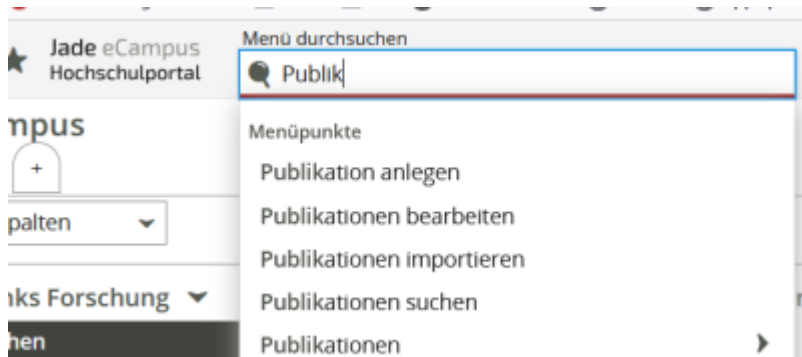 Jade eCampus
Hochschulportal
Menü durchsuchen
Publik
mpus
+
palten
nks Forschung
hen
Menüpunkte
Publikation anlegen
Publikationen bearbeiten
Publikationen importieren
Publikationen suchen
Publikationen